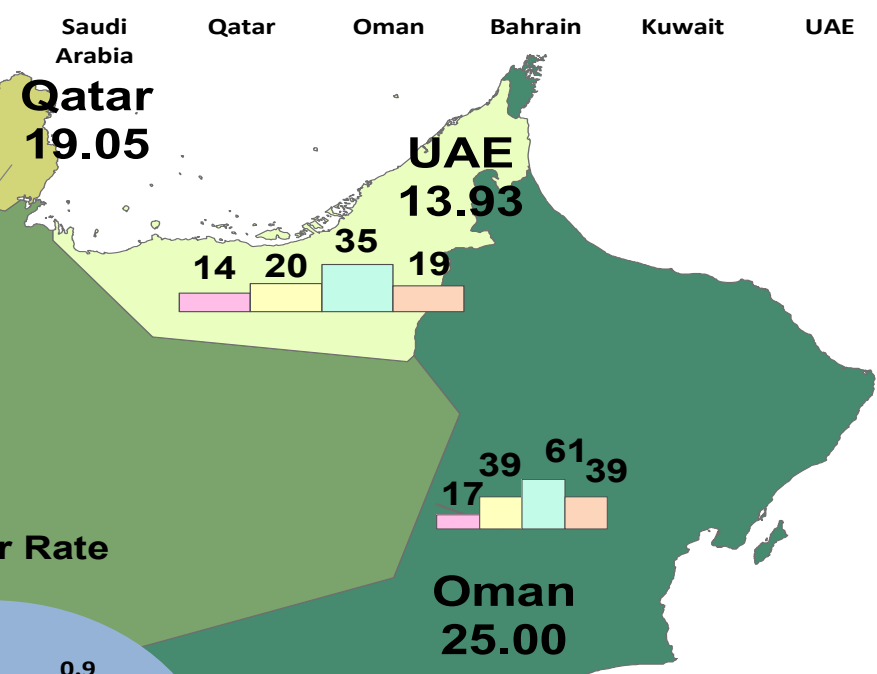 Saudi Arabia
Qatar
Oman
Bahrain
Kuwait
UAE
Qatar
19.05
UAE
13.93
14
20
35
19
17
39
61
39
r Rate
Oman
25.00
0.9